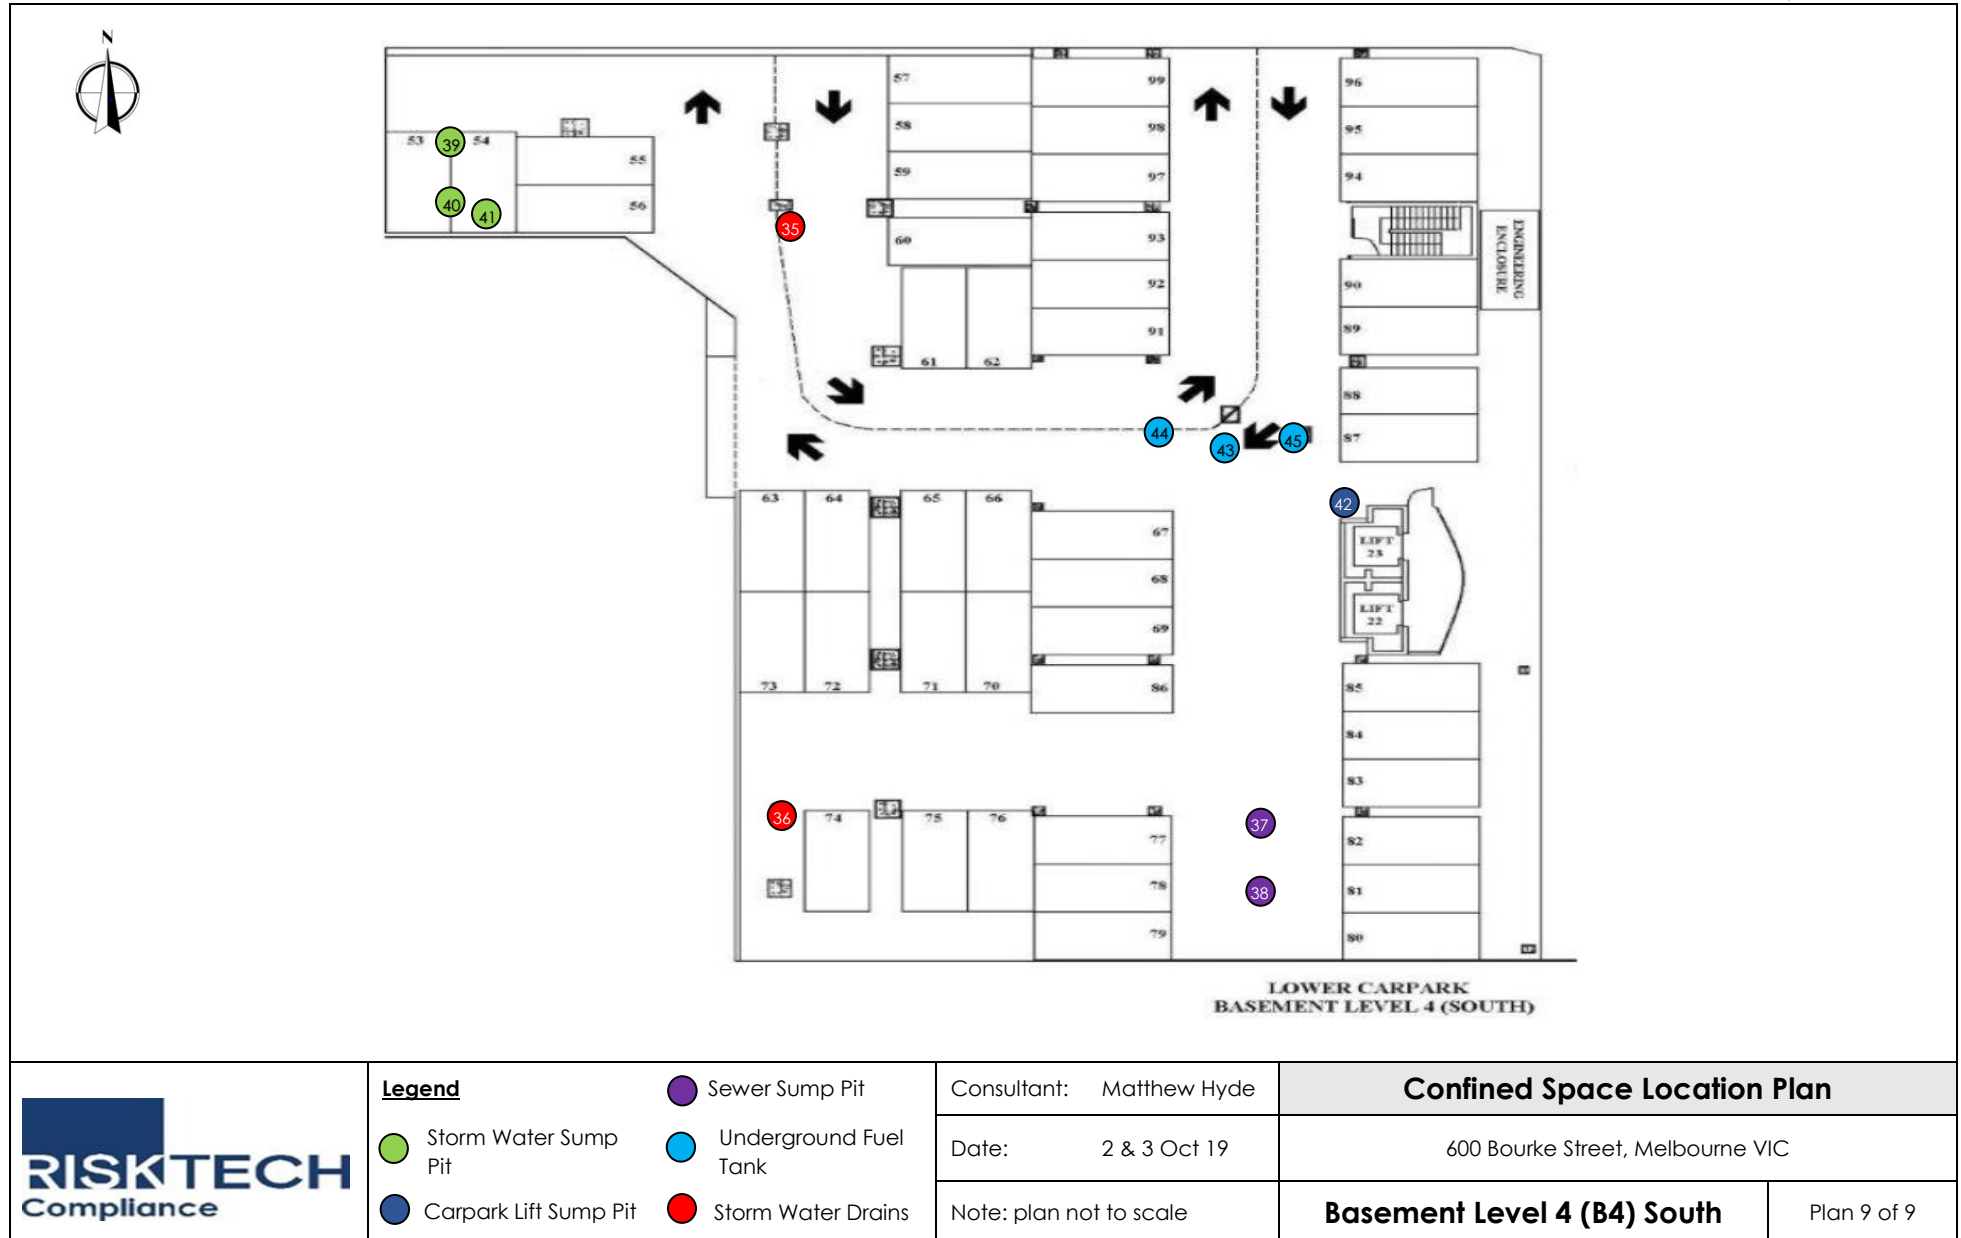 N
57
99
96
58
98
95
53
39
54
55
59
97
94
40
41
56
35
60
93
ENGINEERING
ENCLOSURE
92
90
91
89
61
62
88
44
43
45
87
42
63
64
65
66
67
LIFT
23
68
LIFT
22
69
73
72
71
70
86
85
84
83
36
74
75
76
37
77
82
78
38
81
79
80
LOWER CARPARK
BASEMENT LEVEL 4 (SOUTH)
RISKTECH
Compliance
Legend
Storm Water Sump
Pit
Carpark Lift Sump Pit
Sewer Sump Pit
Underground Fuel
Tank
Storm Water Drains
Consultant: Matthew Hyde
Date: 2 & 3 Oct 19
Note: plan not to scale
Confined Space Location Plan
600 Bourke Street, Melbourne VIC
Basement Level 4 (B4) South
Plan 9 of 9